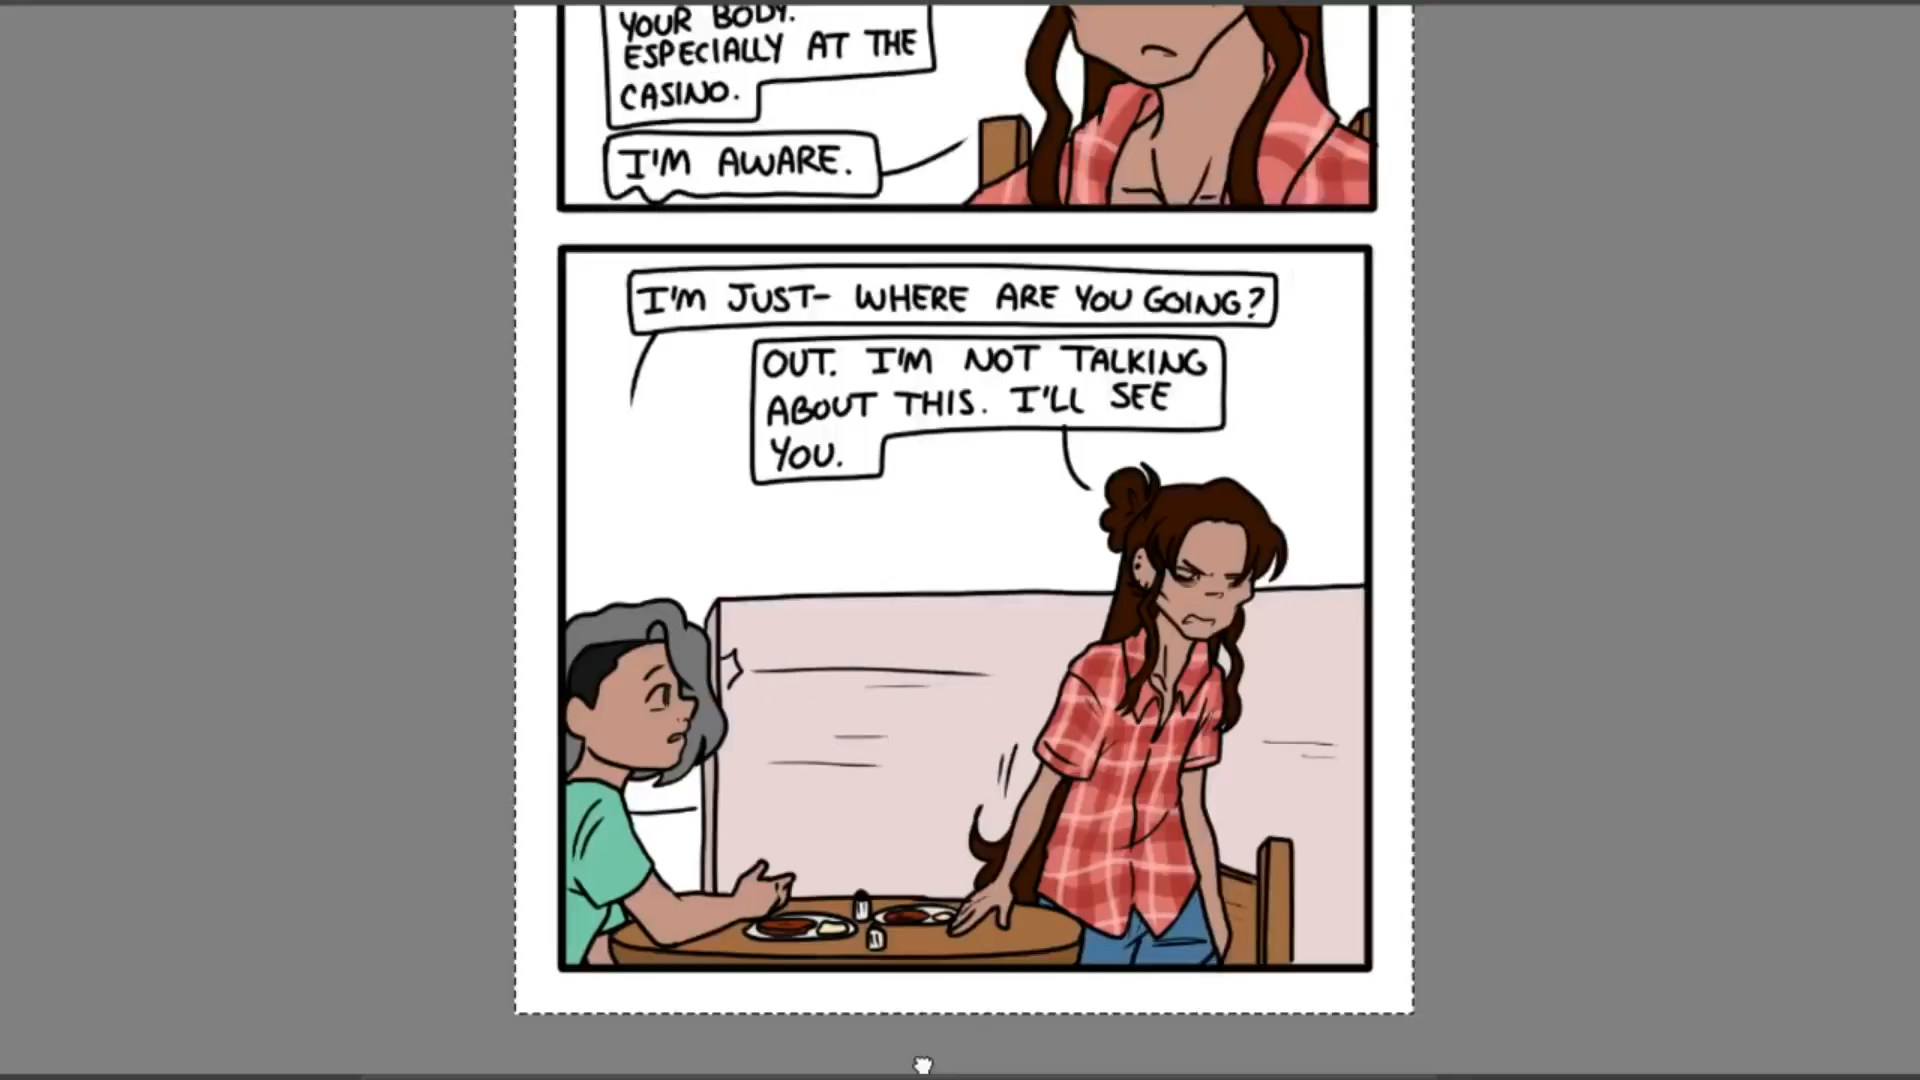 YOUR BODY.
ESPECIALLY AT THE
CASINO.
I'M AWARE.
I'M JUST- WHERE ARE YOU GOING?
OUT. I'M NOT TALKING
ABOUT THIS. I'LL SEE
YOU.